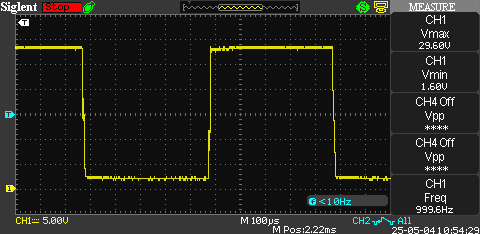 Siglent Stop MEASURE
T
CH1
Vmax
29.60V
CH1
Vmin
1.60V
CH4 Off
Vpp
****
CH4 Off
Vpp
****
CH1
Freq
999.6Hz
T
1
f <10Hz
CH1 5.00V M 100µs CH2 All
M Pos:2.22ms 25-05-04 10:54:29